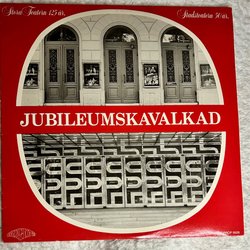 Stora Teatern 125 år.
Stadsteatern 50 år.
JUBILEUMSKAVALKAD